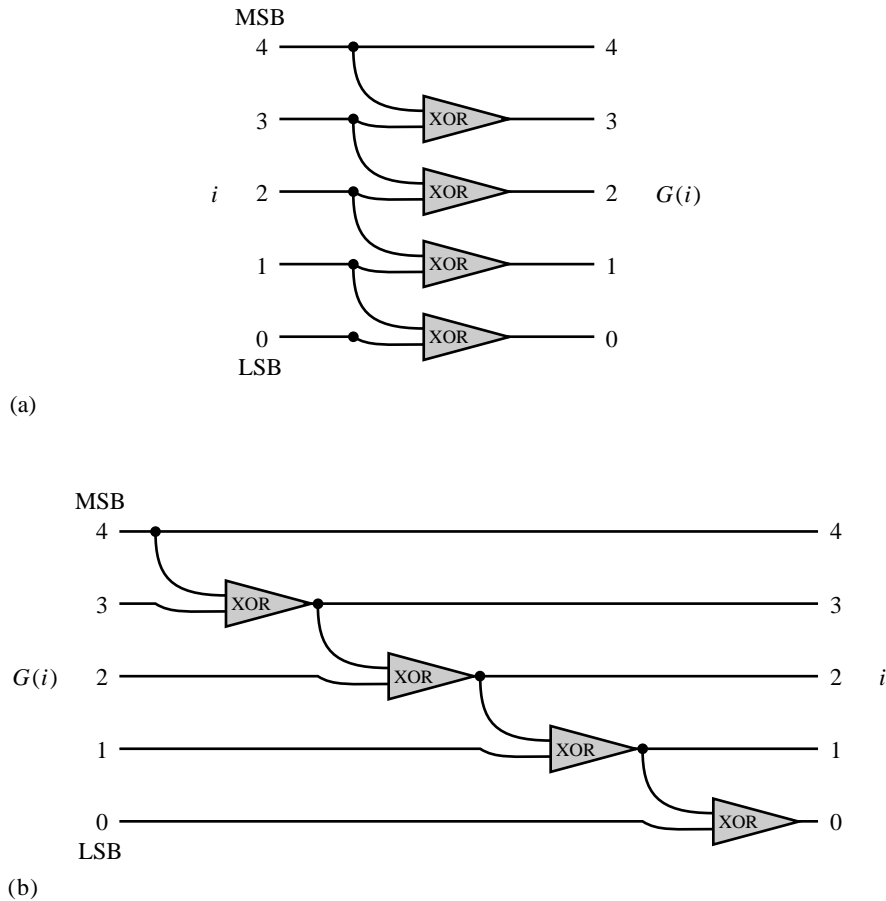 MSB
4 4
3 XOR 3
i 2 XOR 2 G(i)
1 XOR 1
0 XOR 0
LSB
(a)
MSB
4 4
3 XOR 3
G(i) 2 XOR 2 i
1 XOR 1
0 XOR 0
LSB
(b)